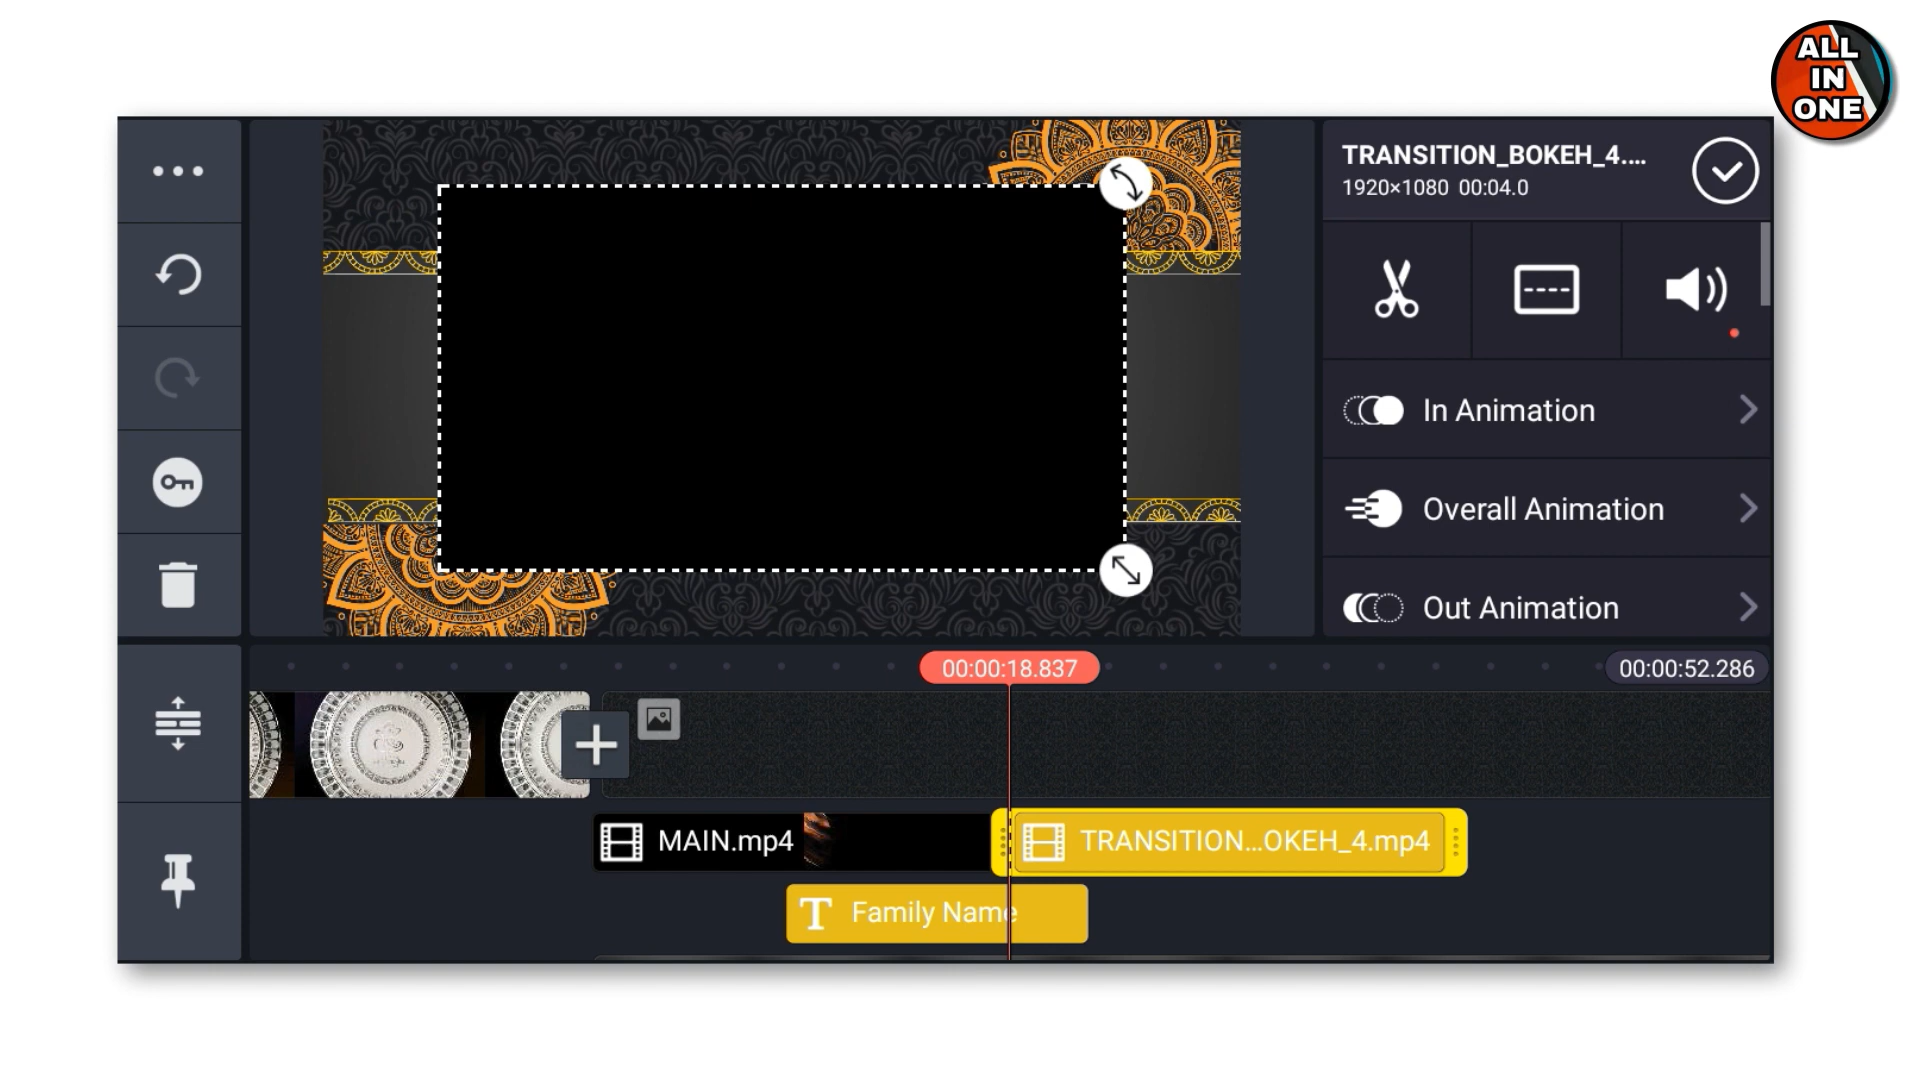 ALL
IN
ONE
TRANSITION_BOKEH_4....
1920×1080 00:04.0
In Animation
Overall Animation
Out Animation
00:00:18.837
00:00:52.286
MAIN.mp4
TRANSITION...OKEH_4.mp4
T Family Name